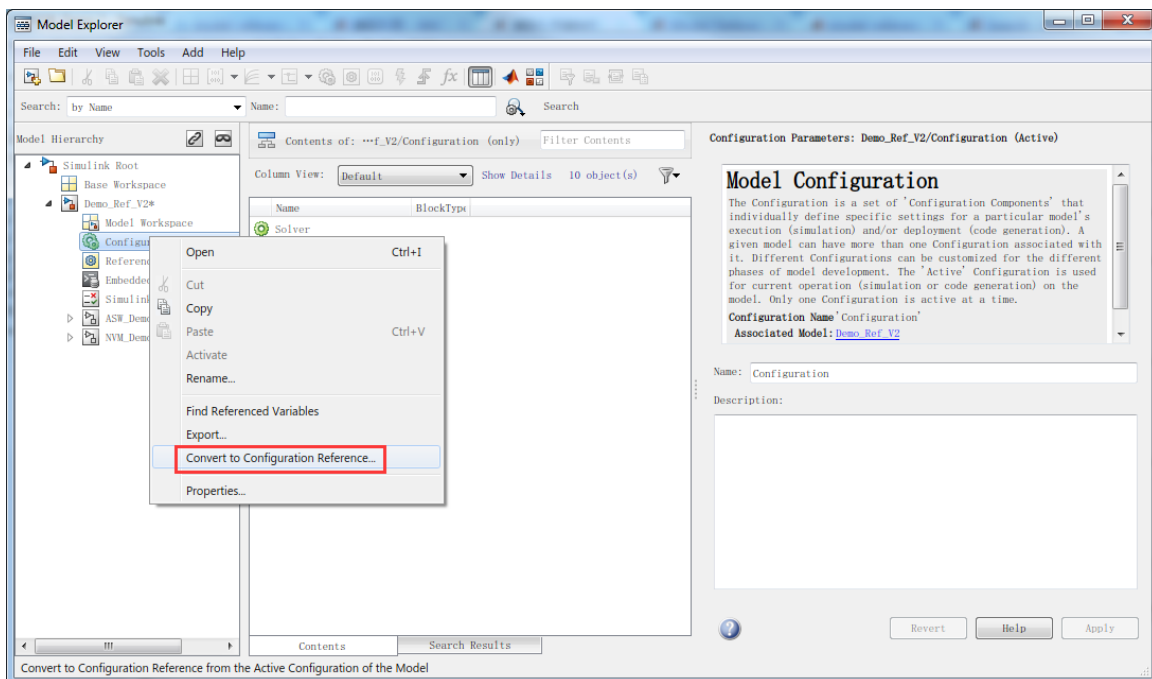 Model Explorer
File Edit View Tools Add Help
Search: by Name Name: Search
Model Hierarchy
Simulink Root
Base Workspace
Demo_Ref_V2*
Model Workspace
Configur
Referenc
Embedded
Simulink
ASW_Demo
NVM_Demo
Contents of: ···f_V2/Configuration (only) Filter Contents
Column View: Default Show Details 10 object(s)
Name BlockType
Solver
Open Ctrl+I
Cut
Copy
Paste Ctrl+V
Activate
Rename...
Find Referenced Variables
Export...
Convert to Configuration Reference...
Properties...
Contents Search Results
Configuration Parameters: Demo_Ref_V2/Configuration (Active)
Model Configuration
The Configuration is a set of 'Configuration Components' that
individually define specific settings for a particular model's
execution (simulation) and/or deployment (code generation). A
given model can have more than one Configuration associated with
it. Different Configurations can be customized for the different
phases of model development. The 'Active' Configuration is used
for current operation (simulation or code generation) on the
model. Only one Configuration is active at a time.
Configuration Name 'Configuration'
Associated Model: Demo_Ref_V2
Name: Configuration
Description:
Revert Help Apply
Convert to Configuration Reference from the Active Configuration of the Model